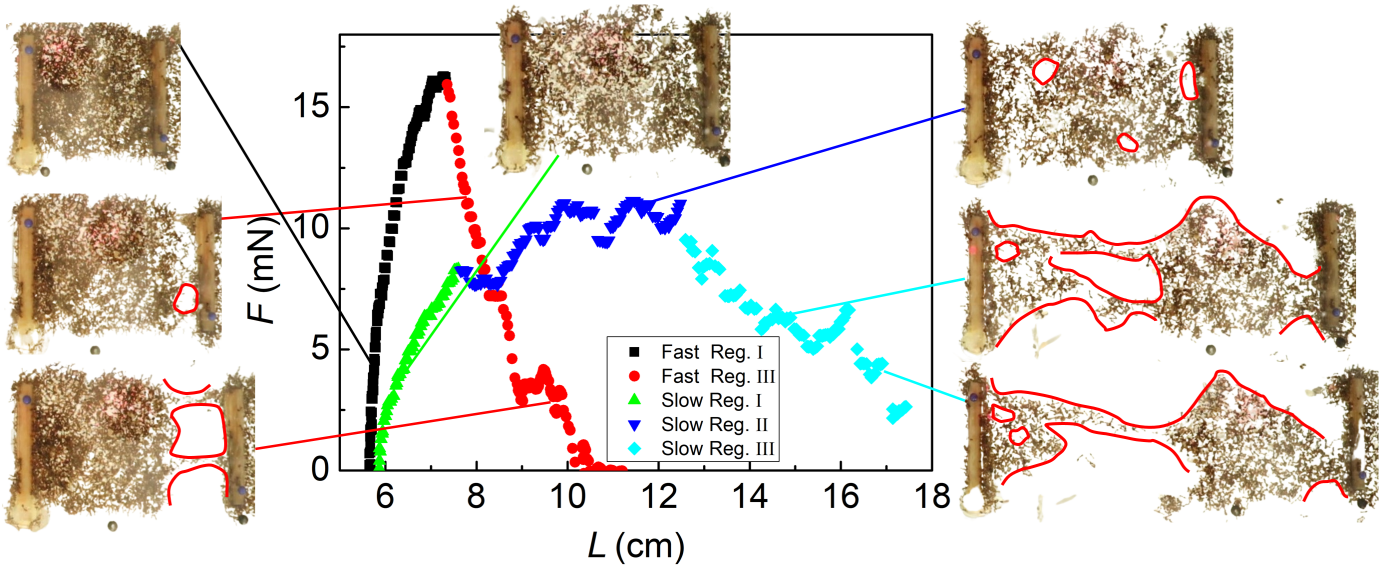 15
10
5
0
F (mN)
6
8
10
12
14
16
18
L (cm)
Fast Reg. I
Fast Reg. III
Slow Reg. I
Slow Reg. II
Slow Reg. III